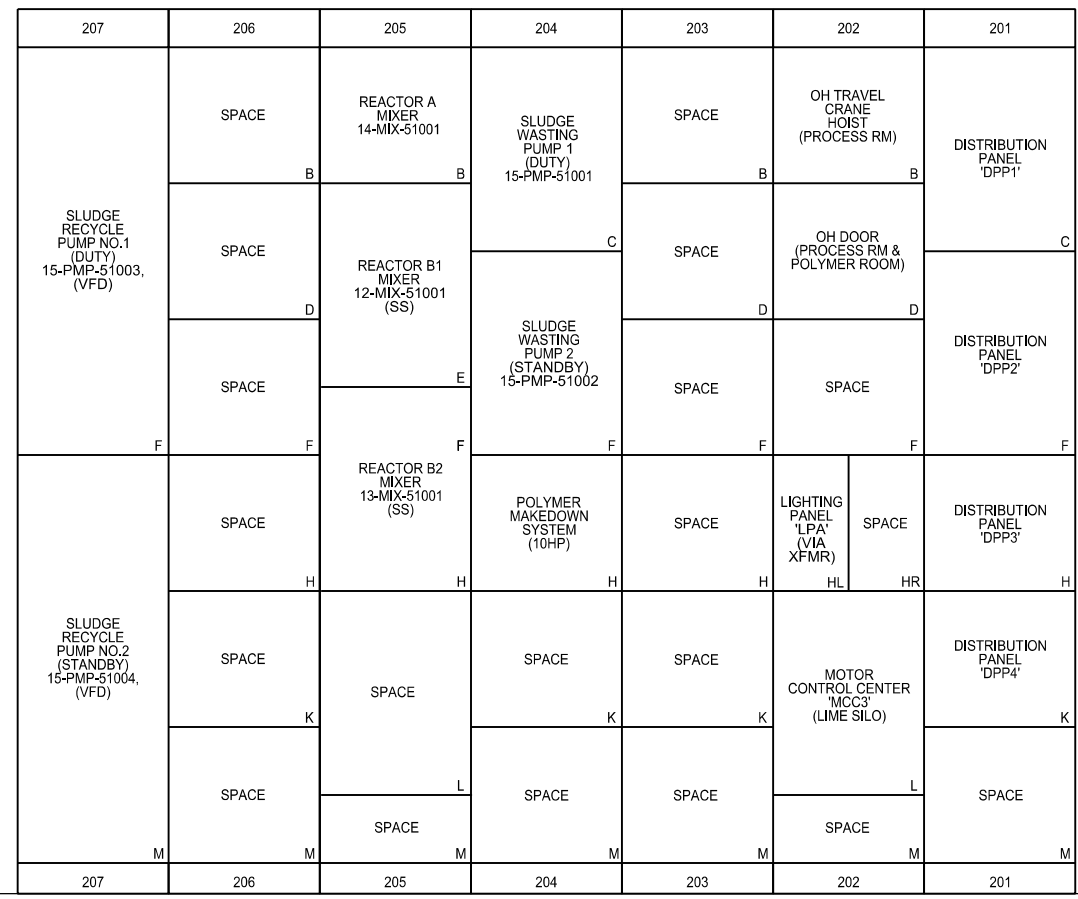 207
206
205
204
203
202
201
SLUDGE
RECYCLE
PUMP NO.1
(DUTY)
15-PMP-51003,
(VFD)
F
SLUDGE
RECYCLE
PUMP NO.2
(STANDBY)
15-PMP-51004,
(VFD)
M
SPACE
B
SPACE
D
SPACE
F
SPACE
H
SPACE
K
SPACE
M
REACTOR A
MIXER
14-MIX-51001
B
REACTOR B1
MIXER
12-MIX-51001
(SS)
E
F
REACTOR B2
MIXER
13-MIX-51001
(SS)
H
SPACE
L
SPACE
M
SLUDGE
WASTING
PUMP 1
(DUTY)
15-PMP-51001
C
SLUDGE
WASTING
PUMP 2
(STANDBY)
15-PMP-51002
F
POLYMER
MAKEDOWN
SYSTEM
(10HP)
H
SPACE
K
SPACE
M
SPACE
B
SPACE
D
SPACE
F
SPACE
H
SPACE
K
SPACE
M
OH TRAVEL
CRANE
HOIST
(PROCESS RM)
B
OH DOOR
(PROCESS RM &
POLYMER ROOM)
D
SPACE
F
LIGHTING
PANEL
'LPA'
(VIA
XFMR)
HL
SPACE
HR
MOTOR
CONTROL CENTER
'MCC3'
(LIME SILO)
L
SPACE
M
DISTRIBUTION
PANEL
'DPP1'
C
DISTRIBUTION
PANEL
'DPP2'
F
DISTRIBUTION
PANEL
'DPP3'
H
DISTRIBUTION
PANEL
'DPP4'
K
SPACE
M
207
206
205
204
203
202
201